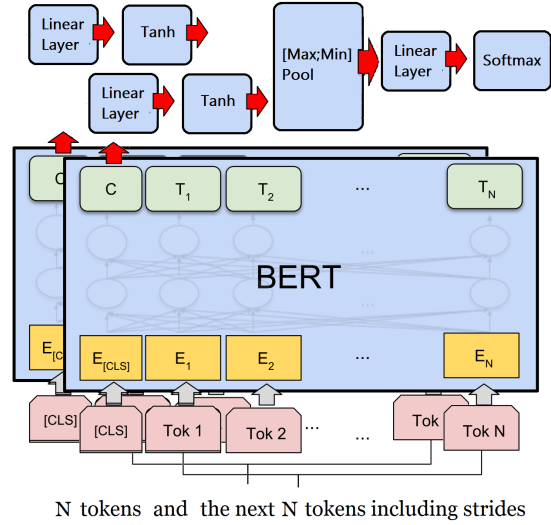 Linear Layer
Tanh
[Max;Min] Pool
Linear Layer
Softmax
Linear Layer
Tanh
C
C
T1
T2
...
TN
...
...
BERT
E[C
E[CLS]
E1
E2
...
EN
[CLS]
[CLS]
Tok 1
Tok 2
...
...
Tok
Tok N
N tokens and the next N tokens including strides